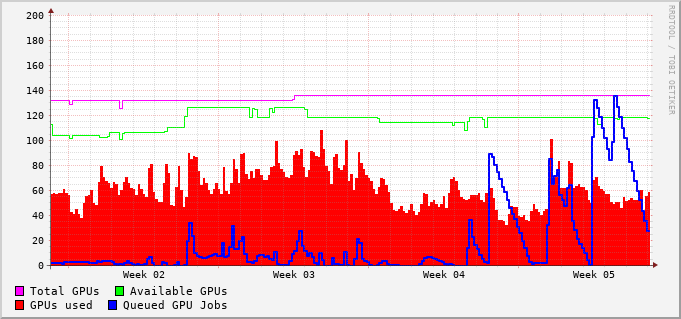 200
180
160
140
120
100
80
60
40
20
0
Week 02 Week 03 Week 04 Week 05
Total GPUs Available GPUs
GPUs used Queued GPU Jobs
RRDTOOL / TOBI OETIKER